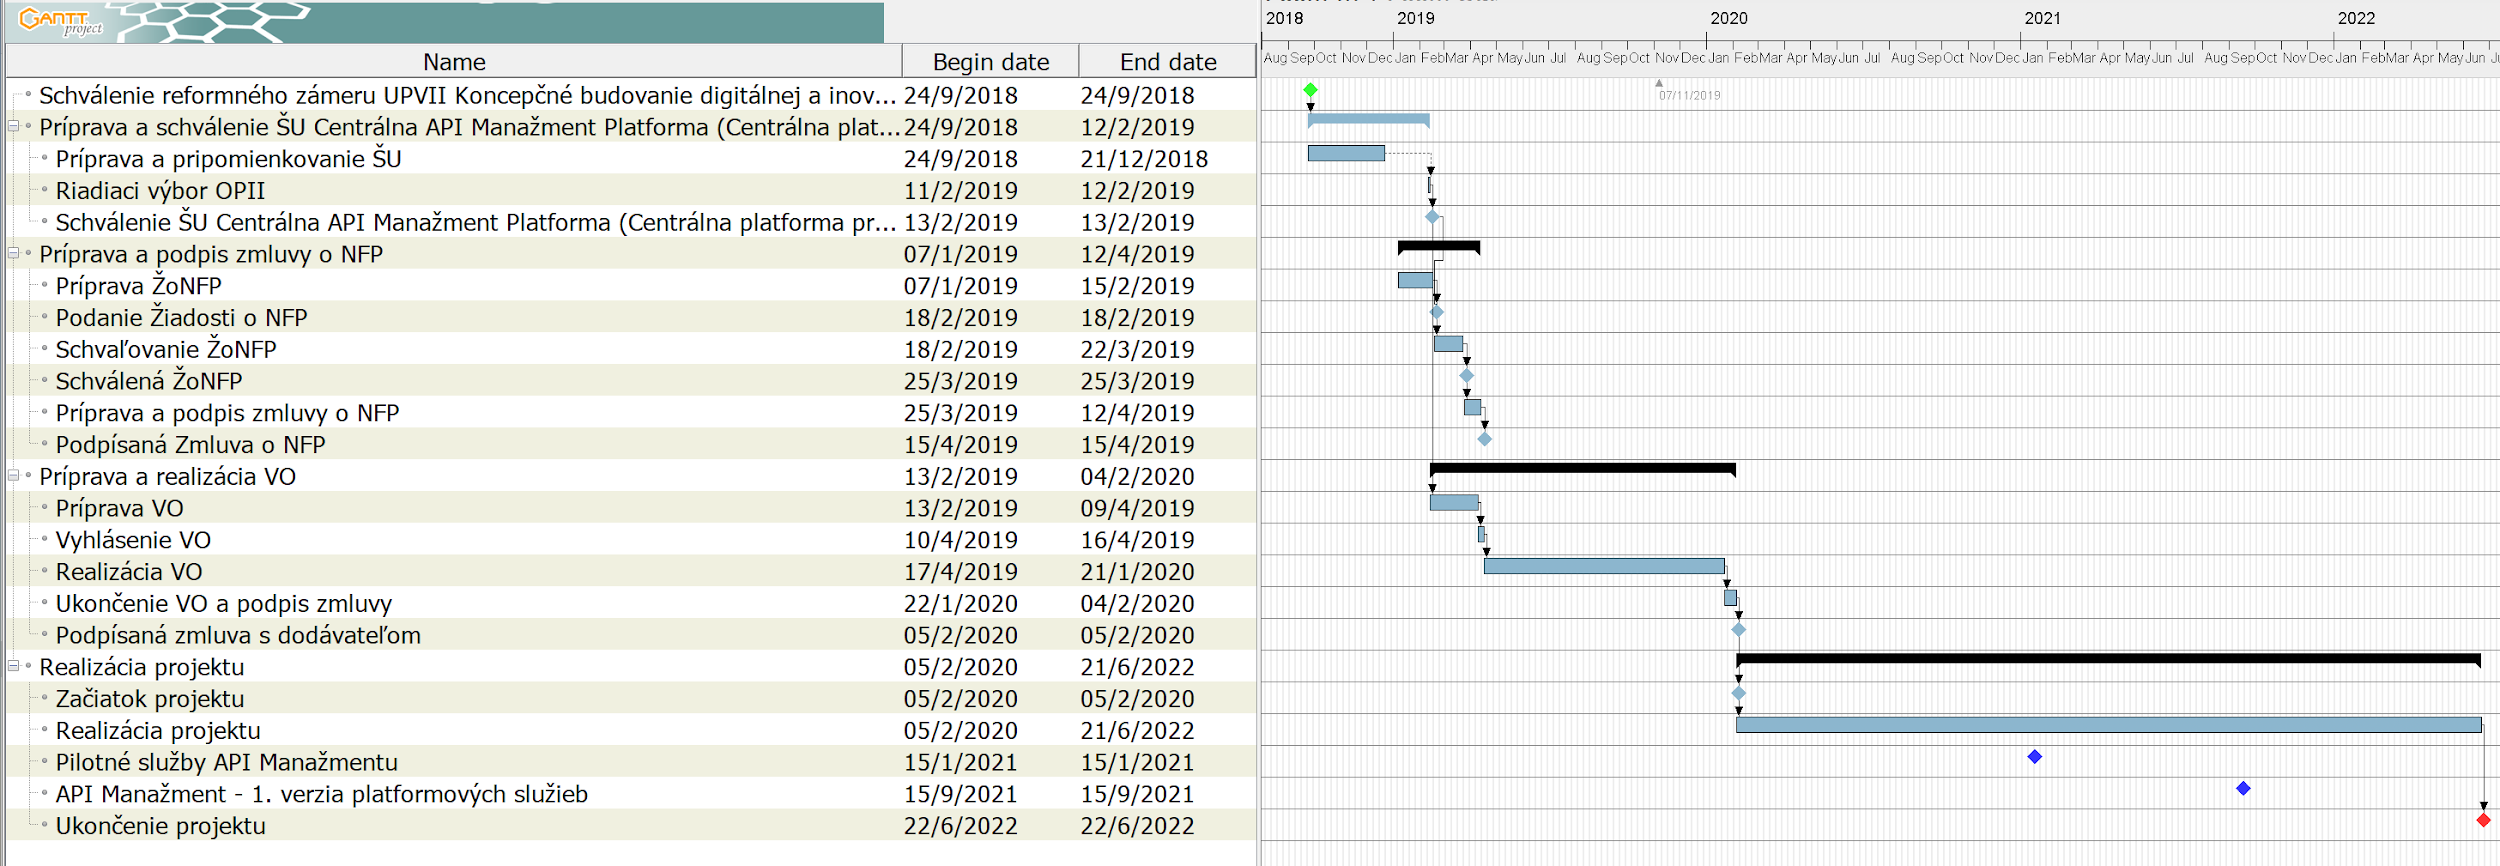 GANTT project
2018 2019 2020 2021 2022
Name Begin date End date
Aug Sep Oct Nov Dec Jan Feb Mar Apr May Jun Jul Aug Sep Oct Nov Dec Jan Feb Mar Apr May Jun Jul Aug Sep Oct Nov Dec Jan Feb Mar Apr May Jun Jul Aug Sep Oct Nov Dec Jan Feb Mar Apr May Jun
Schválenie reformného zámeru UPVII Koncepčné budovanie digitálnej a inov... 24/9/2018 24/9/2018
07/11/2019
Príprava a schválenie ŠU Centrálna API Manažment Platforma (Centrálna plat... 24/9/2018 12/2/2019
Príprava a pripomienkovanie ŠU 24/9/2018 21/12/2018
Riadiaci výbor OPII 11/2/2019 12/2/2019
Schválenie ŠU Centrálna API Manažment Platforma (Centrálna platforma pr... 13/2/2019 13/2/2019
Príprava a podpis zmluvy o NFP 07/1/2019 12/4/2019
Príprava ŽoNFP 07/1/2019 15/2/2019
Podanie Žiadosti o NFP 18/2/2019 18/2/2019
Schvaľovanie ŽoNFP 18/2/2019 22/3/2019
Schválená ŽoNFP 25/3/2019 25/3/2019
Príprava a podpis zmluvy o NFP 25/3/2019 12/4/2019
Podpísaná Zmluva o NFP 15/4/2019 15/4/2019
Príprava a realizácia VO 13/2/2019 04/2/2020
Príprava VO 13/2/2019 09/4/2019
Vyhlásenie VO 10/4/2019 16/4/2019
Realizácia VO 17/4/2019 21/1/2020
Ukončenie VO a podpis zmluvy 22/1/2020 04/2/2020
Podpísaná zmluva s dodávateľom 05/2/2020 05/2/2020
Realizácia projektu 05/2/2020 21/6/2022
Začiatok projektu 05/2/2020 05/2/2020
Realizácia projektu 05/2/2020 21/6/2022
Pilotné služby API Manažmentu 15/1/2021 15/1/2021
API Manažment - 1. verzia platformových služieb 15/9/2021 15/9/2021
Ukončenie projektu 22/6/2022 22/6/2022